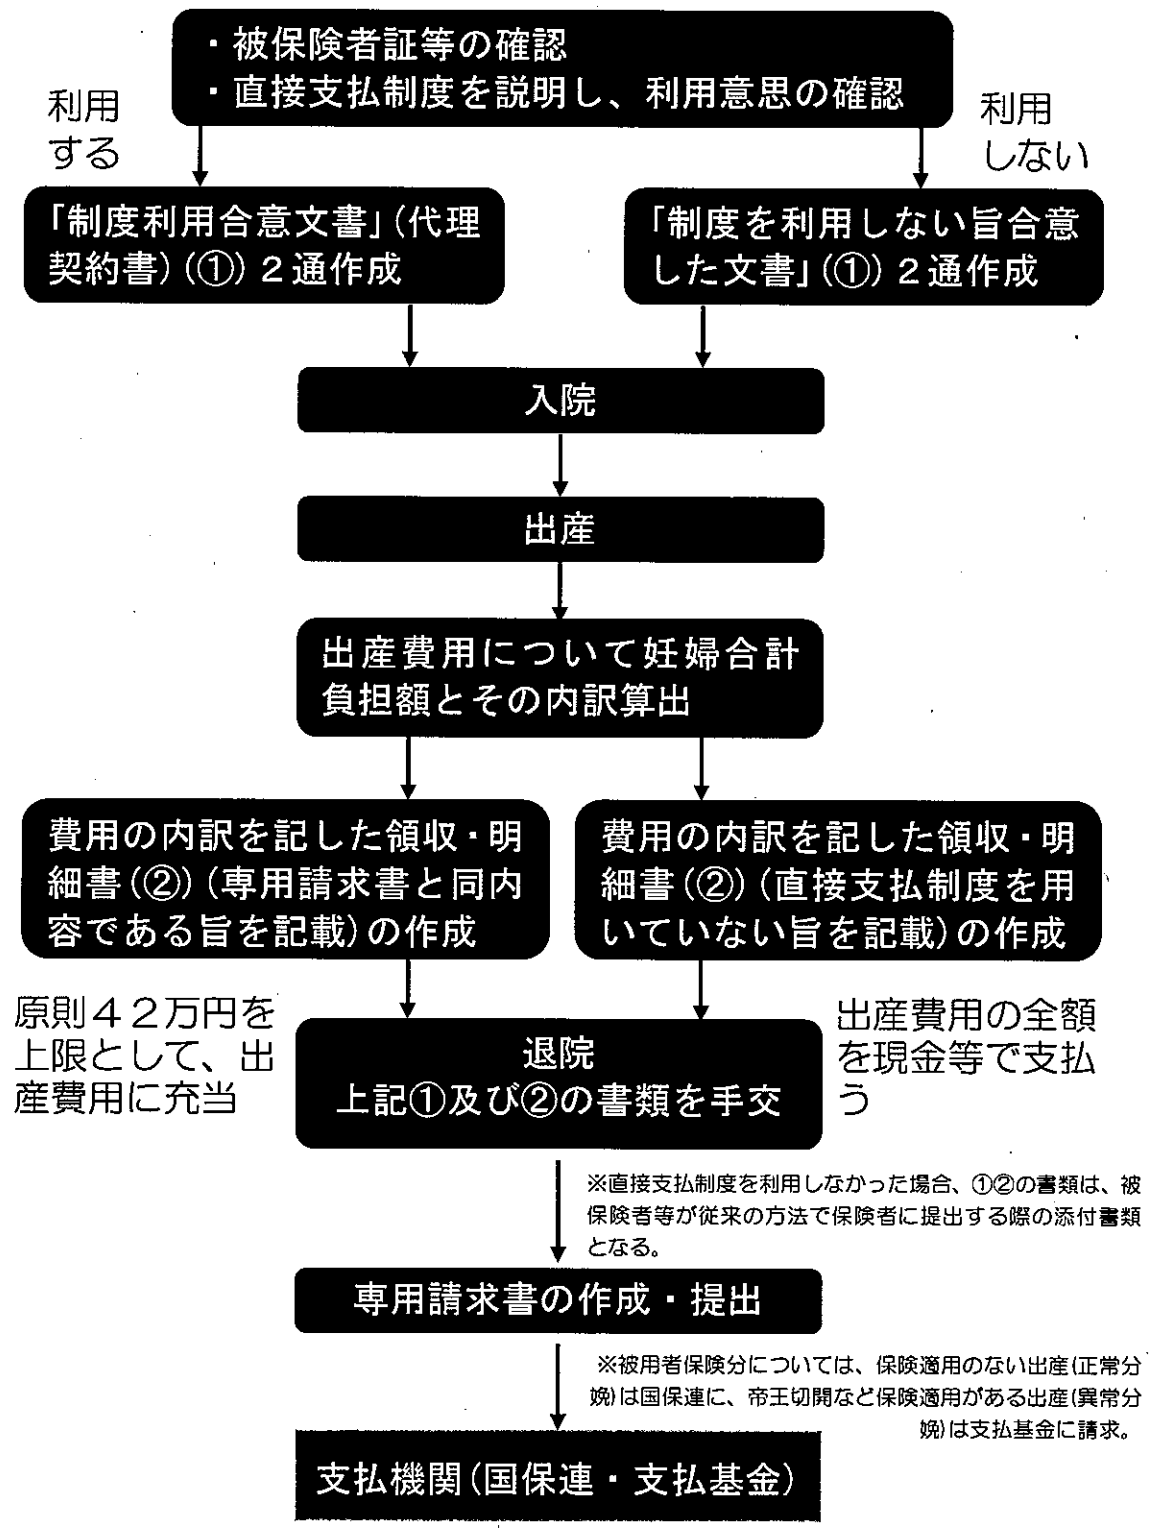 ・被保険者証等の確認
・直接支払制度を説明し、利用意思の確認
利用
する
利用
しない
「制度利用合意文書」(代理
契約書)(①)2通作成
「制度を利用しない旨合意
した文書」(①)2通作成
入院
出産
出産費用について妊婦合計
負担額とその内訳算出
費用の内訳を記した領収・明
細書(②)(専用請求書と同内
容である旨を記載)の作成
費用の内訳を記した領収・明
細書(②)(直接支払制度を用
いていない旨を記載)の作成
原則42万円を
上限として、出
産費用に充当
退院
上記①及び②の書類を手交
出産費用の全額
を現金等で支払
う
※直接支払制度を利用しなかった場合、①②の書類は、被
保険者等が従来の方法で保険者に提出する際の添付書類
となる。
専用請求書の作成・提出
※被用者保険分については、保険適用のない出産(正常分
娩)は国保連に、帝王切開など保険適用がある出産(異常分
娩)は支払基金に請求。
支払機関(国保連・支払基金)